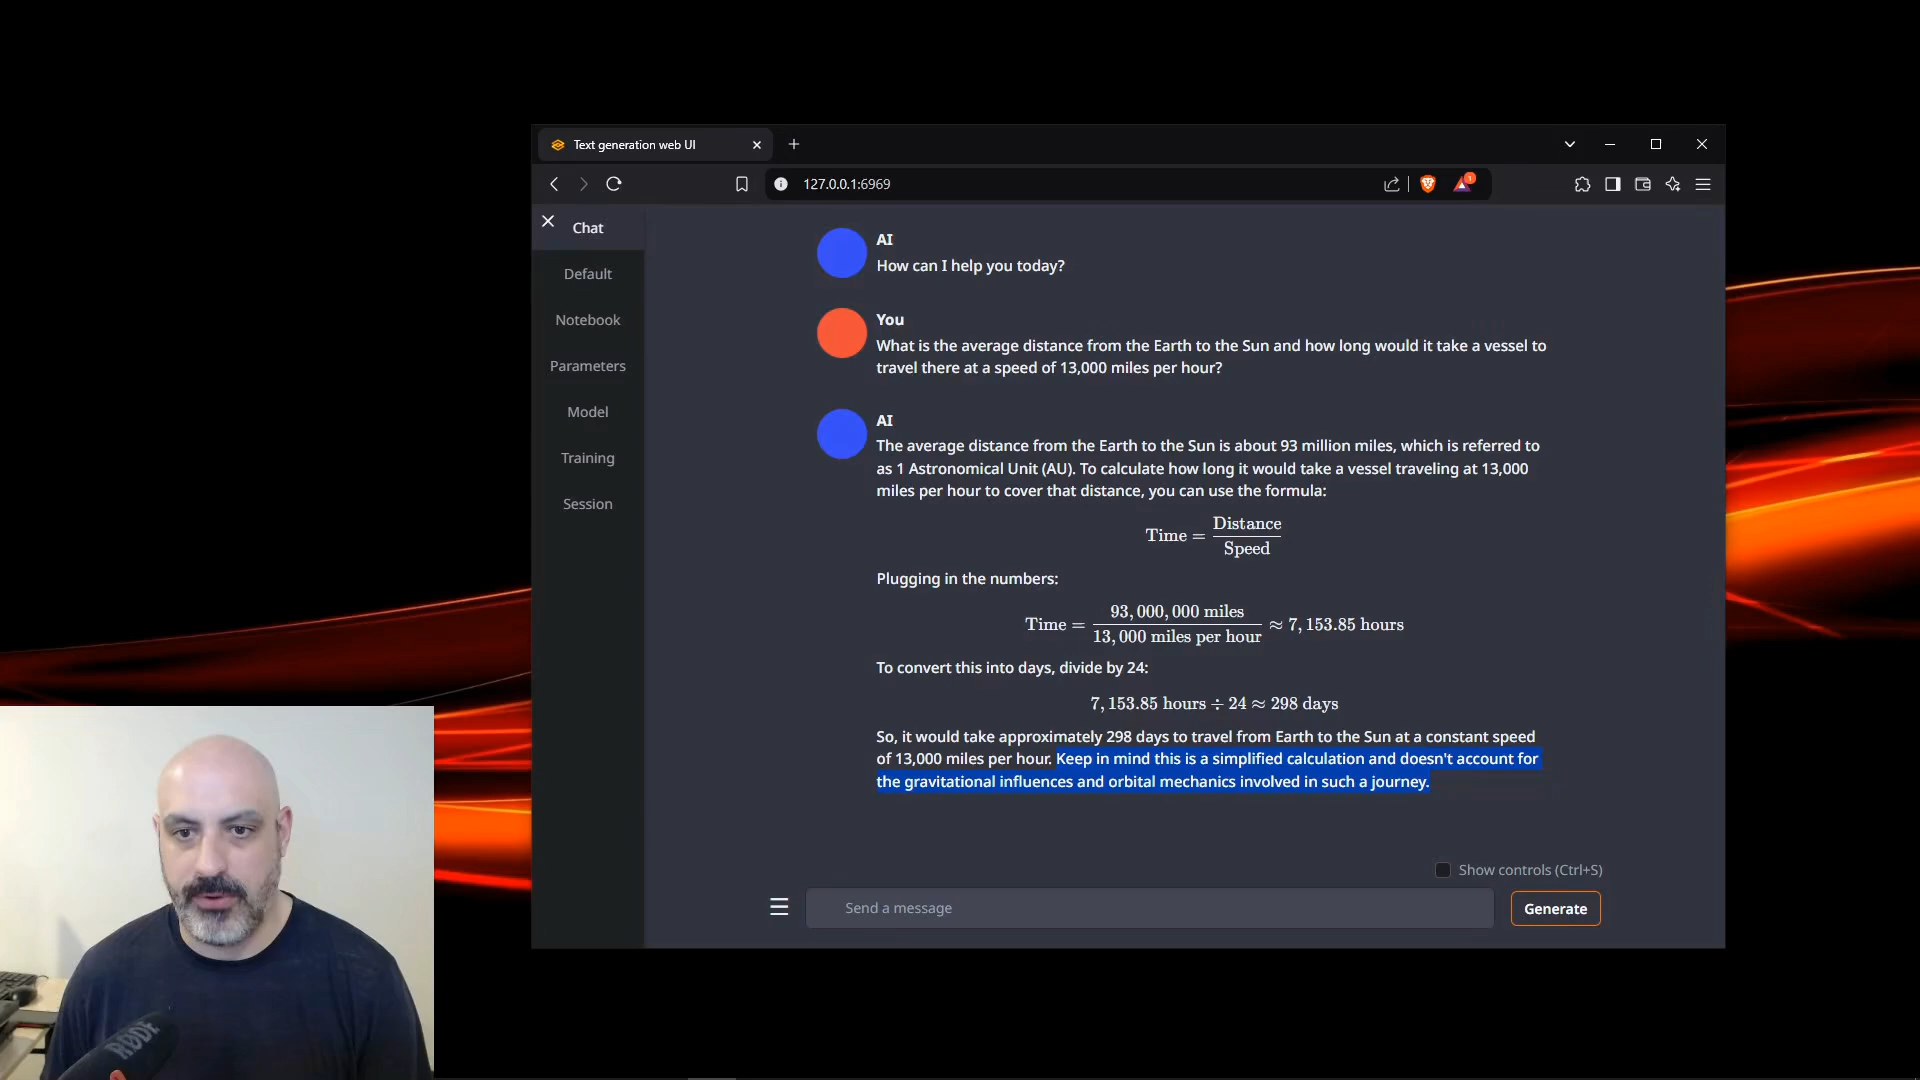 Text generation web UI
127.0.0.1:6969
1
Chat
Default
Notebook
Parameters
Model
Training
Session
AI
How can I help you today?
You
What is the average distance from the Earth to the Sun and how long would it take a vessel to
travel there at a speed of 13,000 miles per hour?
AI
The average distance from the Earth to the Sun is about 93 million miles, which is referred to
as 1 Astronomical Unit (AU). To calculate how long it would take a vessel traveling at 13,000
miles per hour to cover that distance, you can use the formula:
Time = Distance / Speed
Plugging in the numbers:
Time = 93,000,000 miles / 13,000 miles per hour ≈ 7,153.85 hours
To convert this into days, divide by 24:
7,153.85 hours ÷ 24 ≈ 298 days
So, it would take approximately 298 days to travel from Earth to the Sun at a constant speed
of 13,000 miles per hour. Keep in mind this is a simplified calculation and doesn't account for
the gravitational influences and orbital mechanics involved in such a journey.
Show controls (Ctrl+S)
Send a message
Generate
RØDE